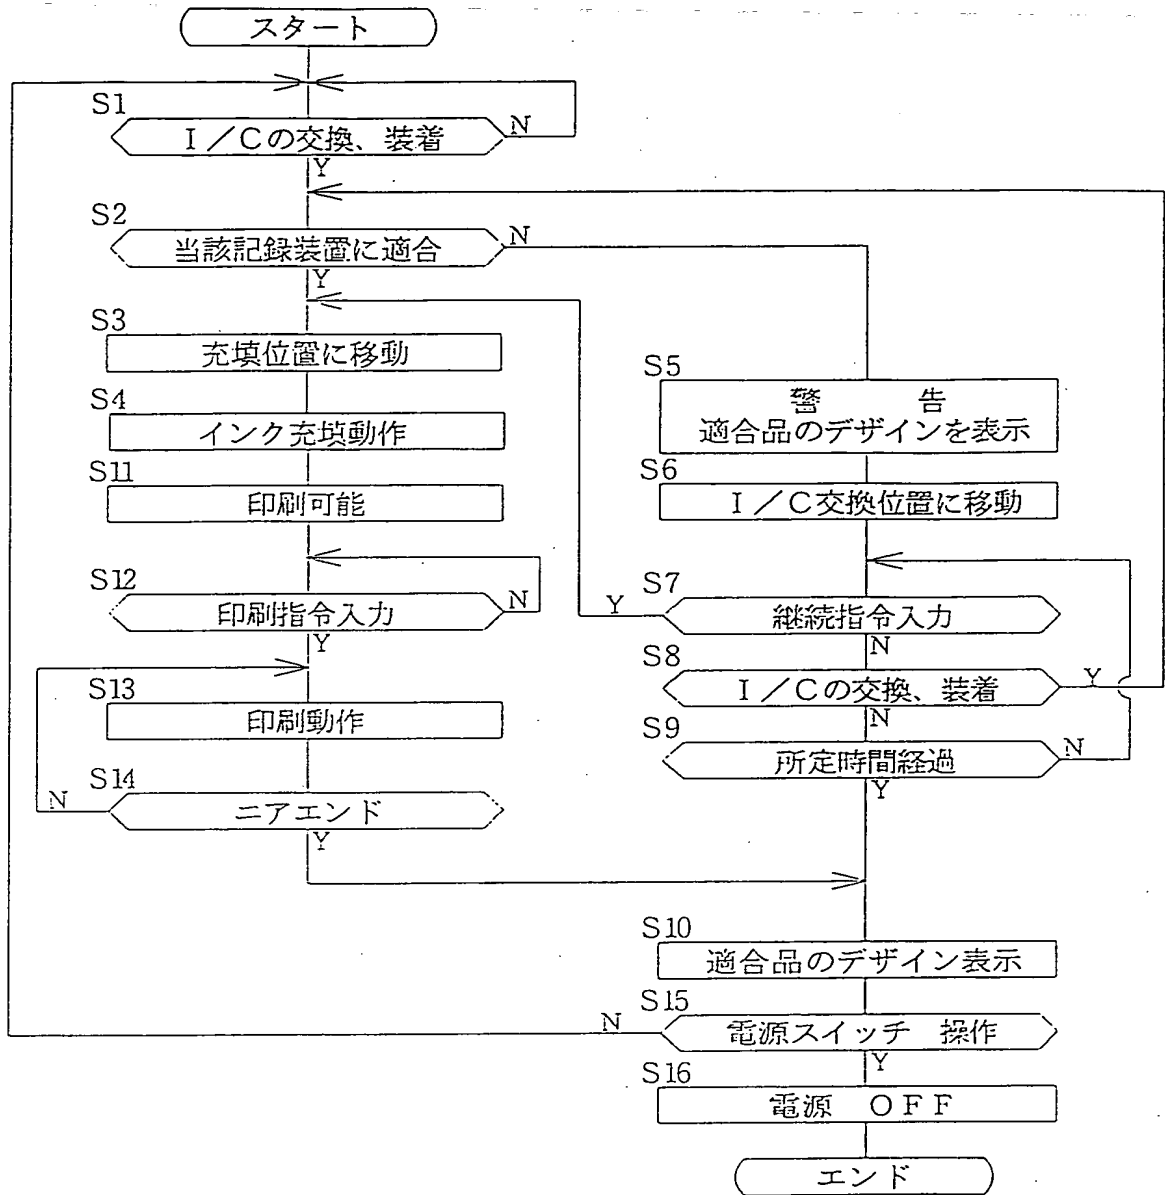 スタート
S1
I/Cの交換、装着
N
Y
S2
当該記録装置に適合
N
Y
S3
充填位置に移動
S4
インク充填動作
S11
印刷可能
S12
印刷指令入力
N
Y
S13
印刷動作
S14
ニアエンド
N
Y
S5
警 告
適合品のデザインを表示
S6
I/C交換位置に移動
S7
継続指令入力
Y
N
S8
I/Cの交換、装着
Y
N
S9
所定時間経過
N
Y
S10
適合品のデザイン表示
S15
電源スイッチ 操作
N
Y
S16
電源 OFF
エンド